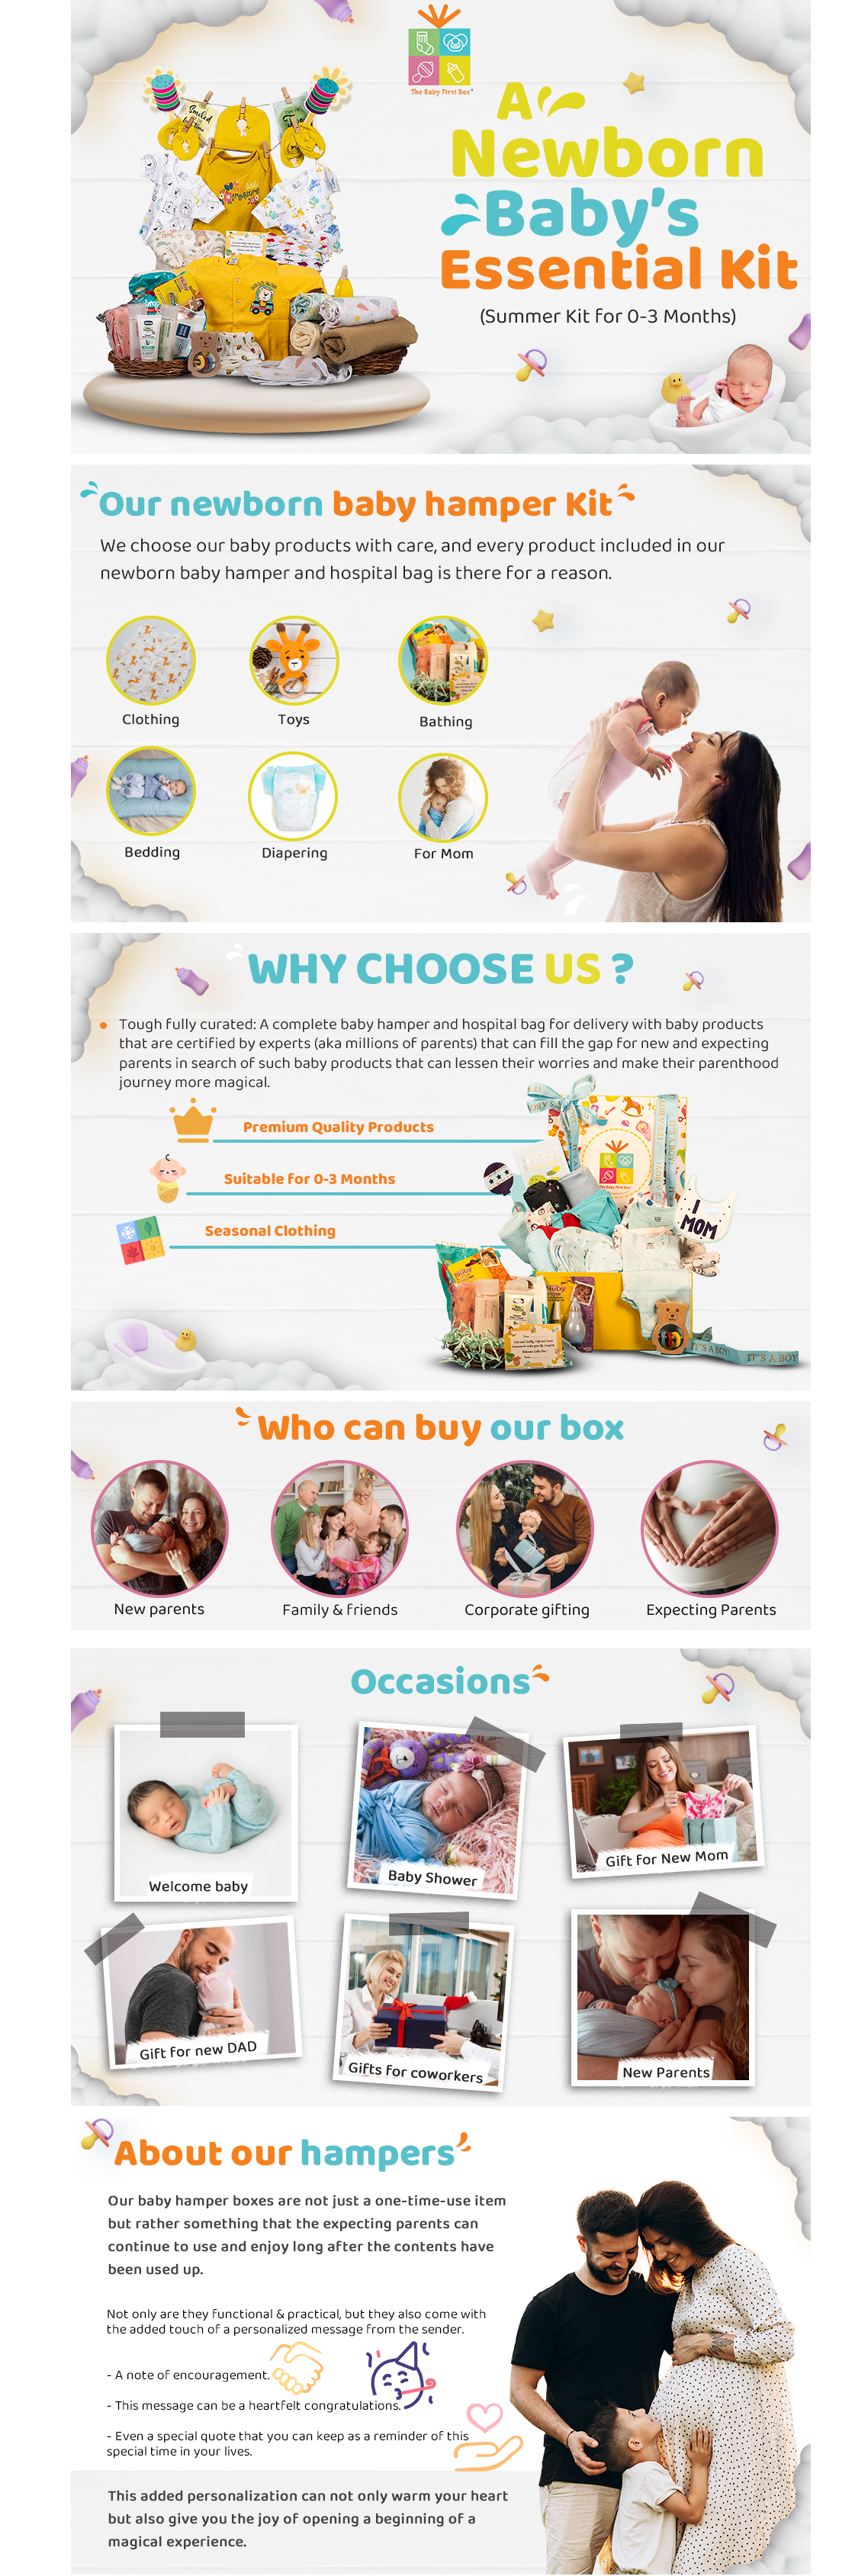 The Baby First Box
A
Newborn
Baby's
Essential Kit
(Summer Kit for 0-3 Months)
Our newborn baby hamper Kit
We choose our baby products with care, and every product included in our
newborn baby hamper and hospital bag is there for a reason.
Clothing
Toys
Bathing
Bedding
Diapering
For Mom
WHY CHOOSE US ?
Tough fully curated: A complete baby hamper and hospital bag for delivery with baby products
that are certified by experts (aka millions of parents) that can fill the gap for new and expecting
parents in search of such baby products that can lessen their worries and make their parenthood
journey more magical.
Premium Quality Products
Suitable for 0-3 Months
Seasonal Clothing
The Baby First Box
FIRST
I
MOM
Nuby
Nuby
IT'S A BOY!
IT'S A BOY
Who can buy our box
New parents
Family & friends
Corporate gifting
Expecting Parents
Occasions
Welcome baby
Baby Shower
Gift for New Mom
Gift for new DAD
Gifts for coworkers
New Parents
About our hampers
Our baby hamper boxes are not just a one-time-use item
but rather something that the expecting parents can
continue to use and enjoy long after the contents have
been used up.
Not only are they functional & practical, but they also come with
the added touch of a personalized message from the sender.
- A note of encouragement.
- This message can be a heartfelt congratulations.
- Even a special quote that you can keep as a reminder of this
special time in your lives.
This added personalization can not only warm your heart
but also give you the joy of opening a beginning of a
magical experience.